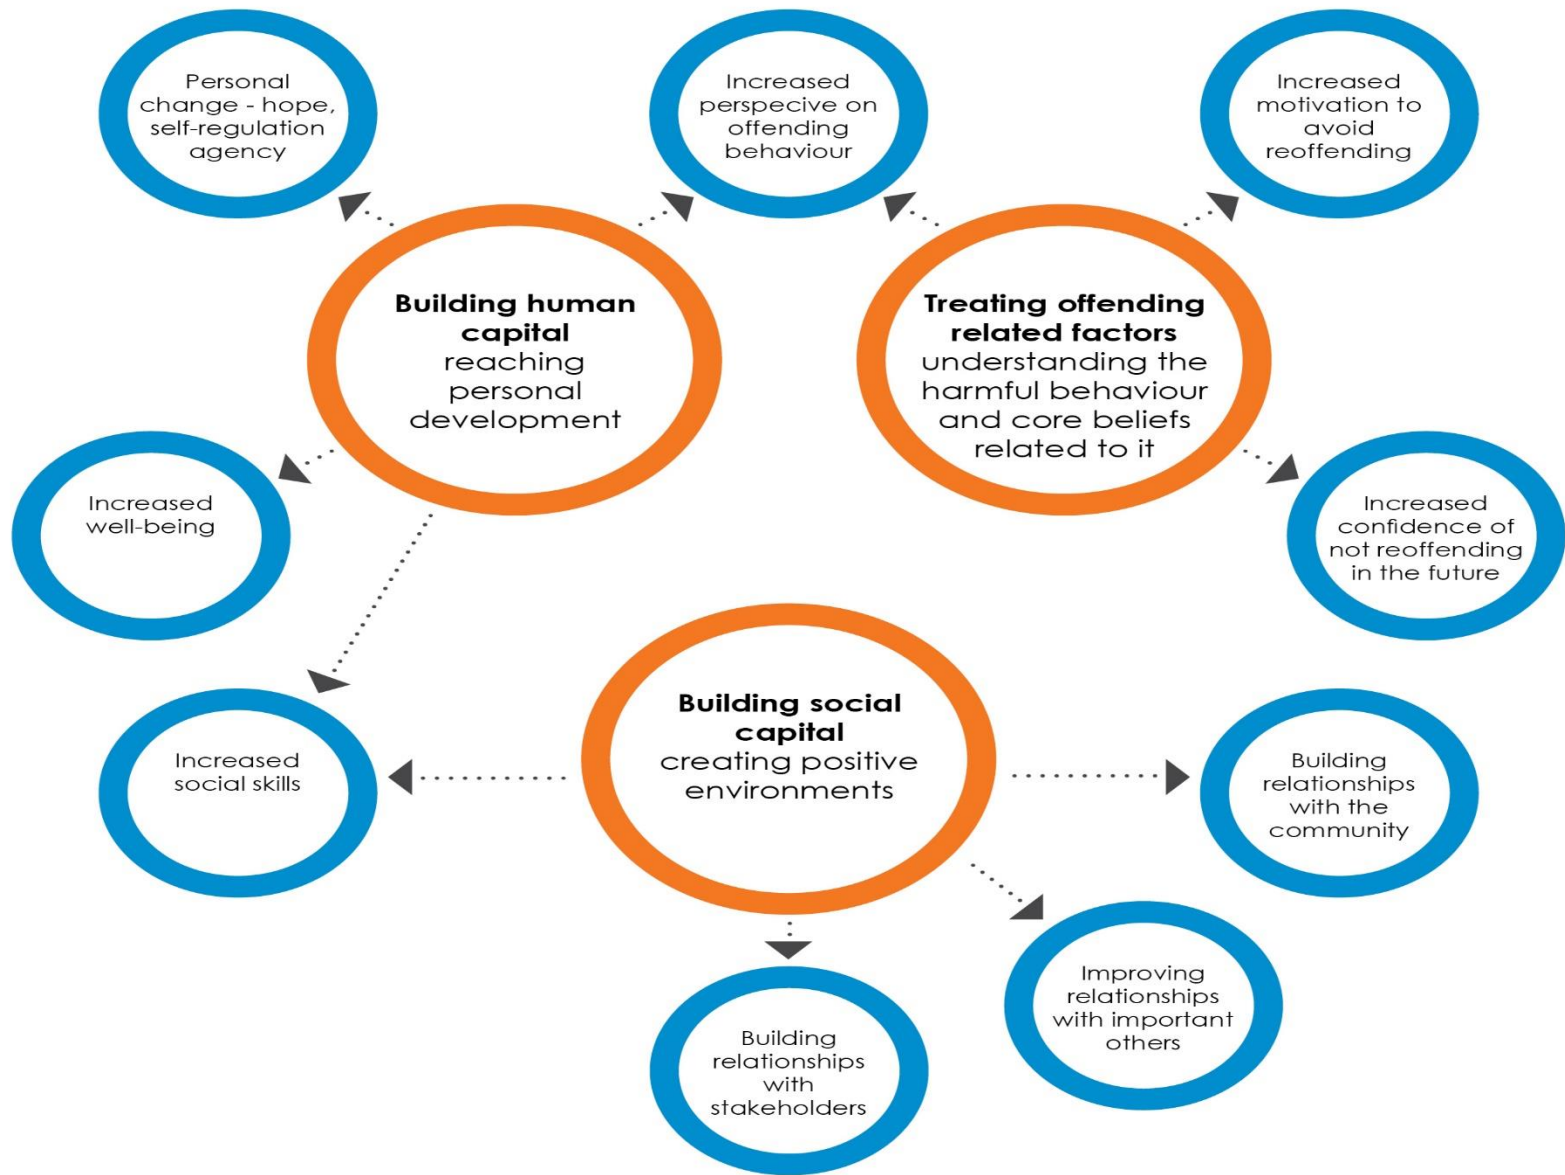 Personal
change - hope,
self-regulation
agency
Increased
perspecive on
offending
behaviour
Increased
motivation to
avoid
reoffending
Building human
capital
reaching
personal
development
Treating offending
related factors
understanding the
harmful behaviour
and core beliefs
related to it
Increased
well-being
Increased
confidence of
not reoffending
in the future
Building social
capital
creating positive
environments
Increased
social skills
Building
relationships
with the
community
Improving
relationships
with important
others
Building
relationships
with
stakeholders